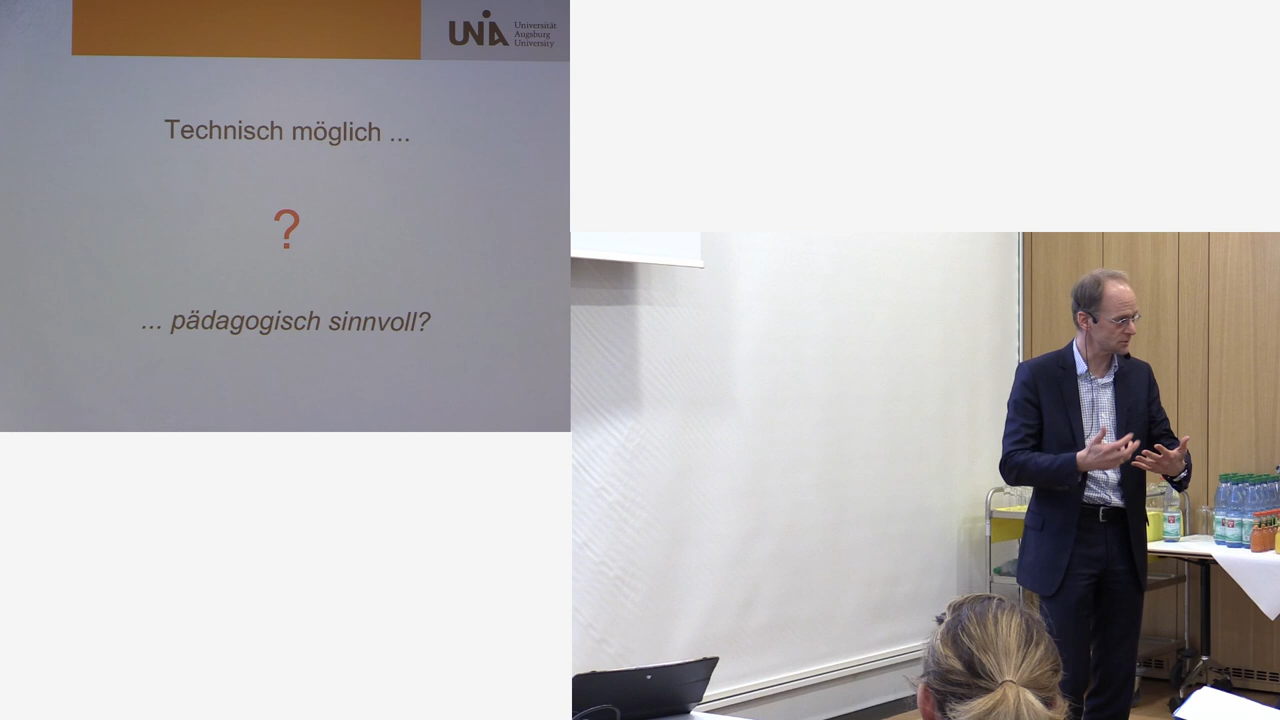 UNIA
Universität
Augsburg
University
Technisch möglich ...
?
... pädagogisch sinnvoll?